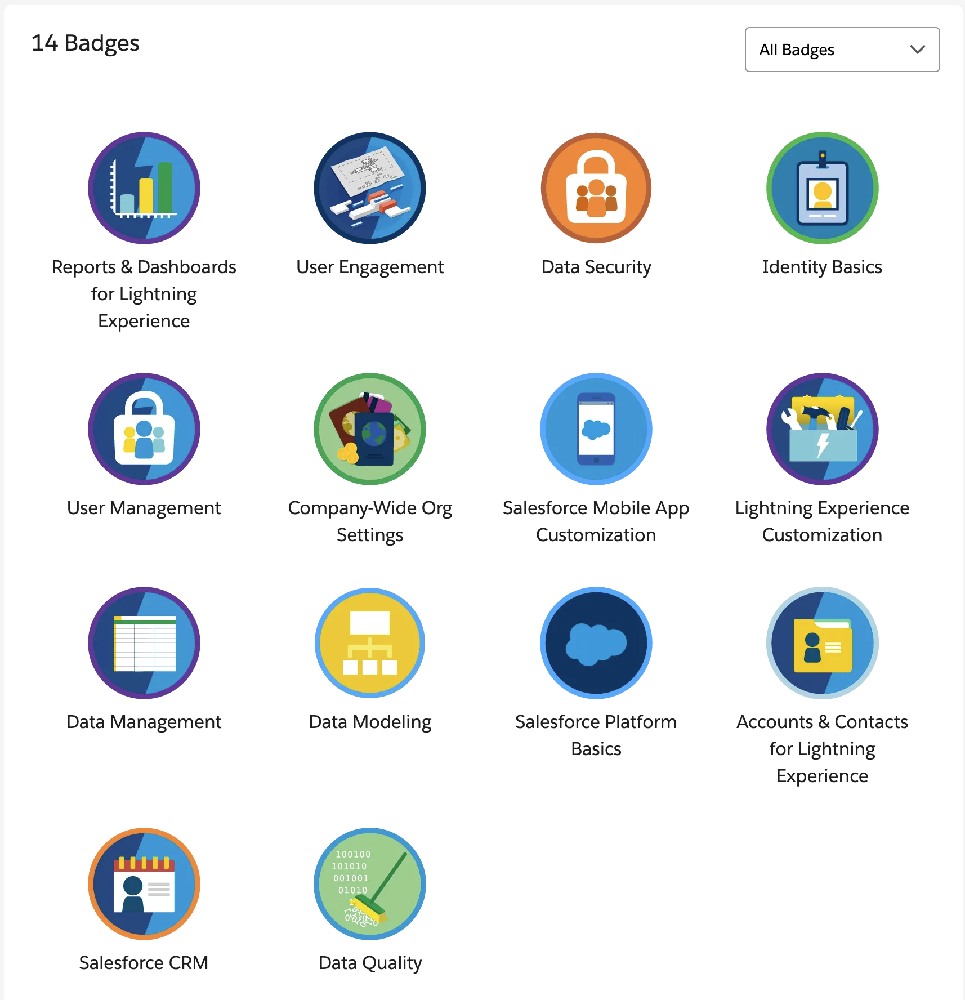 14 Badges
All Badges
Reports & Dashboards
for Lightning
Experience
User Engagement
Data Security
Identity Basics
User Management
Company-Wide Org
Settings
Salesforce Mobile App
Customization
Lightning Experience
Customization
Data Management
Data Modeling
Salesforce Platform
Basics
Accounts & Contacts
for Lightning
Experience
Salesforce CRM
100100
101010
001001
01010
Data Quality